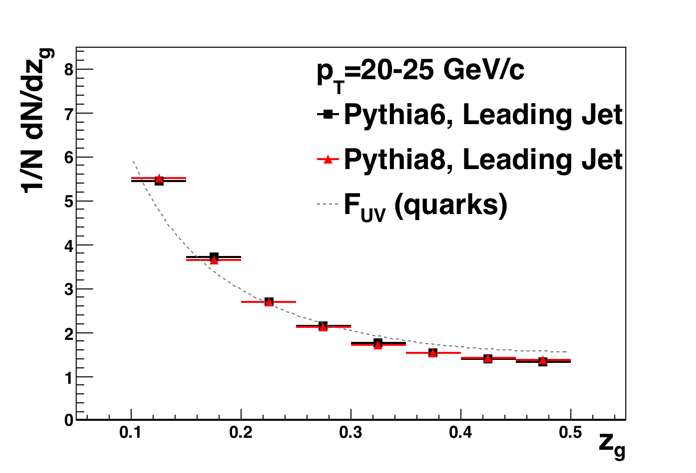 1/N dN/dz_g
8
7
6
5
4
3
2
1
0
p_T=20-25 GeV/c
Pythia6, Leading Jet
Pythia8, Leading Jet
F_UV (quarks)
0.1 0.2 0.3 0.4 0.5
z_g